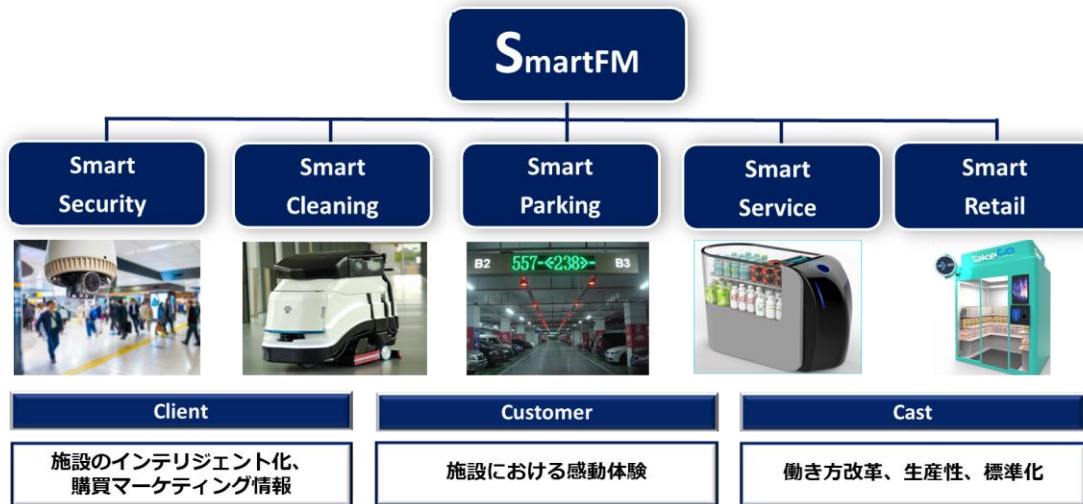 SmartFM
Smart
Security
Smart
Cleaning
Smart
Parking
Smart
Service
Smart
Retail
B2 557-<238>- B3
TakeGo
Client
Customer
Cast
施設のインテリジェント化、
購買マーケティング情報
施設における感動体験
働き方改革、生産性、標準化